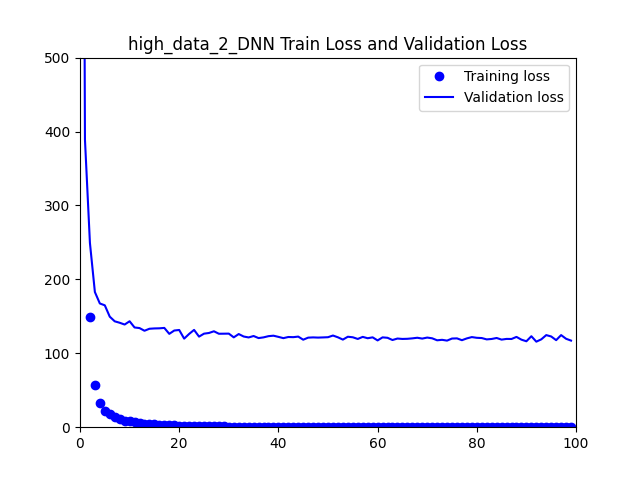 high_data_2_DNN Train Loss and Validation Loss
Training loss
Validation loss
500
400
300
200
100
0
0 20 40 60 80 100